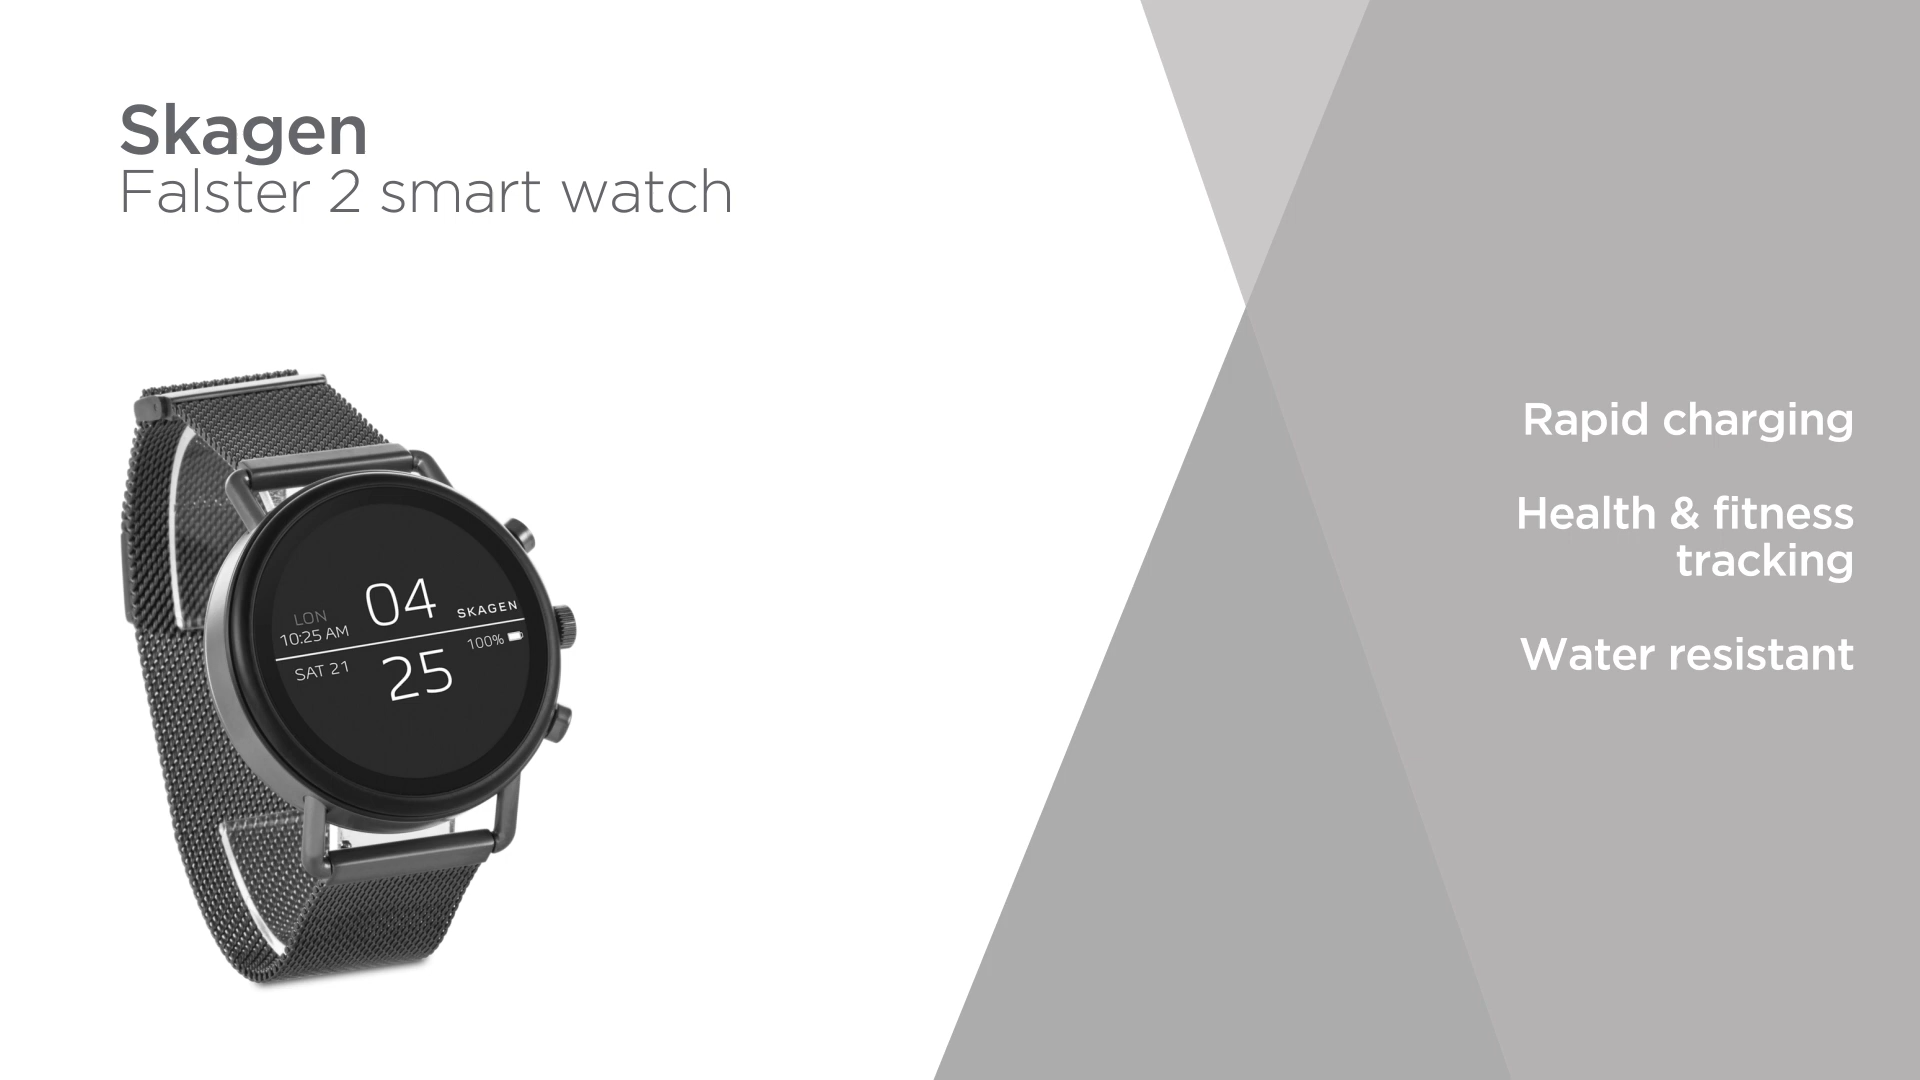 Skagen
Falster 2 smart watch
LON
10:25 AM
04
SKAGEN
SAT 21
25
100%
Rapid charging
Health & fitness
tracking
Water resistant